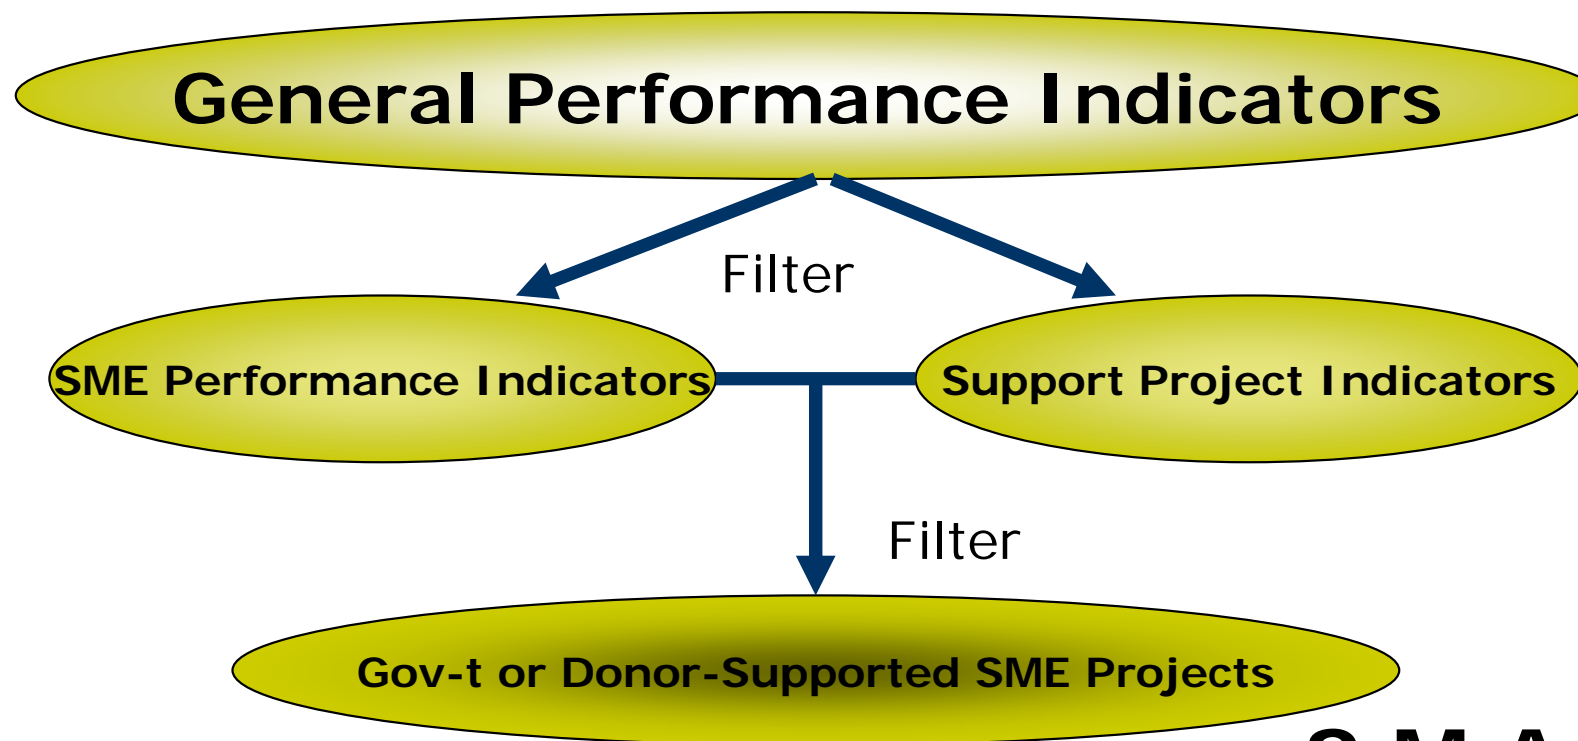 General Performance Indicators
Filter
SME Performance Indicators
Support Project Indicators
Filter
Gov-t or Donor-Supported SME Projects